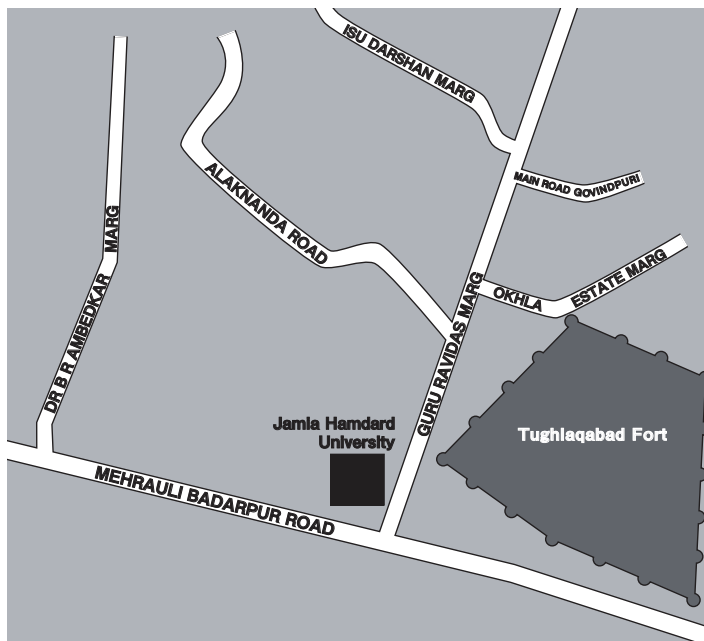 ISU DARSHAN MARG
MAIN ROAD GOVINDPURI
ALAKNANDA ROAD
DR B R AMBEDKAR MARG
OKHLA ESTATE MARG
GURU RAVIDAS MARG
Jamia Hamdard
University
Tughlaqabad Fort
MEHRAULI BADARPUR ROAD